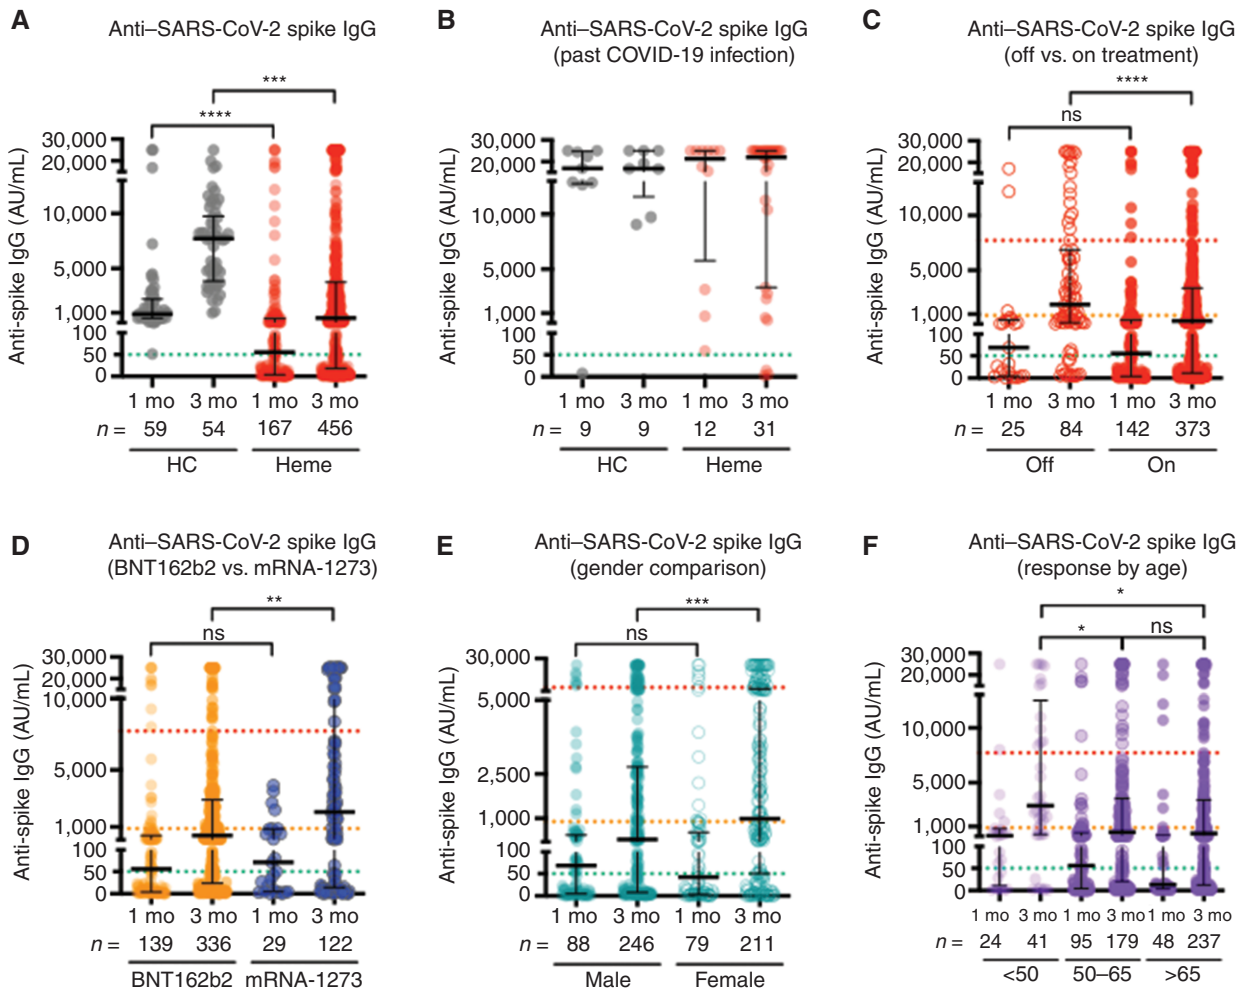 A
Anti–SARS-CoV-2 spike IgG
Anti-spike IgG (AU/mL)
30,000
20,000
10,000
5,000
1,000
100
50
0
****
***
1 mo 3 mo 1 mo 3 mo
n = 59 54 167 456
HC Heme
B
Anti–SARS-CoV-2 spike IgG
(past COVID-19 infection)
Anti-spike IgG (AU/mL)
30,000
20,000
10,000
5,000
1,000
100
50
0
1 mo 3 mo 1 mo 3 mo
n = 9 9 12 31
HC Heme
C
Anti–SARS-CoV-2 spike IgG
(off vs. on treatment)
Anti-spike IgG (AU/mL)
30,000
20,000
10,000
5,000
1,000
100
50
0
****
ns
1 mo 3 mo 1 mo 3 mo
n = 25 84 142 373
Off On
D
Anti–SARS-CoV-2 spike IgG
(BNT162b2 vs. mRNA-1273)
Anti-spike IgG (AU/mL)
30,000
20,000
10,000
5,000
1,000
100
50
0
**
ns
1 mo 3 mo 1 mo 3 mo
n = 139 336 29 122
BNT162b2 mRNA-1273
E
Anti–SARS-CoV-2 spike IgG
(gender comparison)
Anti-spike IgG (AU/mL)
30,000
5,000
2,500
1,000
100
50
0
***
ns
1 mo 3 mo 1 mo 3 mo
n = 88 246 79 211
Male Female
F
Anti–SARS-CoV-2 spike IgG
(response by age)
Anti-spike IgG (AU/mL)
30,000
20,000
10,000
5,000
1,000
100
50
0
*
* ns
1 mo 3 mo 1 mo 3 mo 1 mo 3 mo
n = 24 41 95 179 48 237
<50 50–65 >65